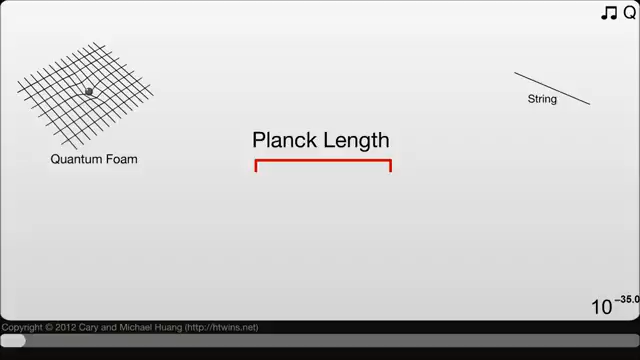 Q
String
Planck Length
Quantum Foam
10 –35.0
Copyright © 2012 Cary and Michael Huang (http://htwins.net)